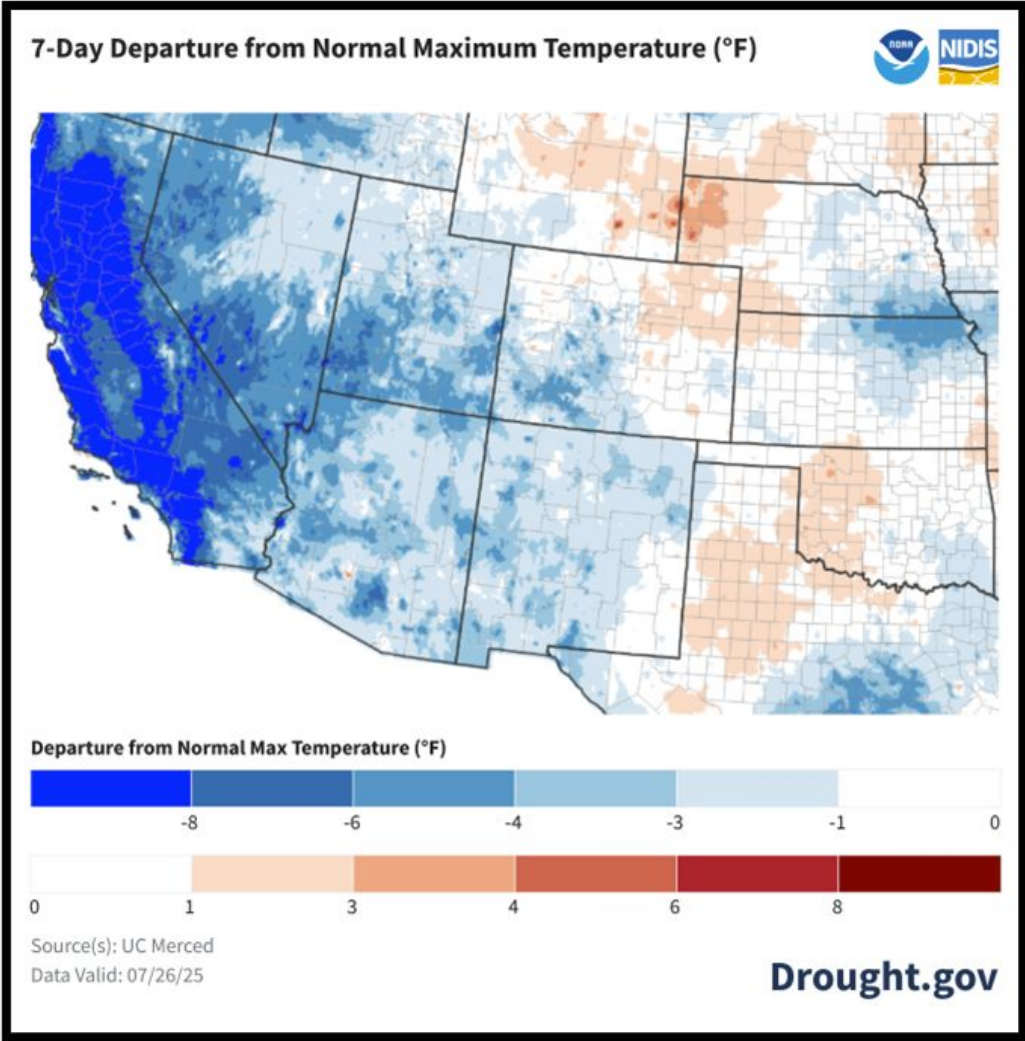 7-Day Departure from Normal Maximum Temperature (°F)
NOAA
NIDIS
Departure from Normal Max Temperature (°F)
-8 -6 -4 -3 -1 0
0 1 3 4 6 8
Source(s): UC Merced
Data Valid: 07/26/25
Drought.gov